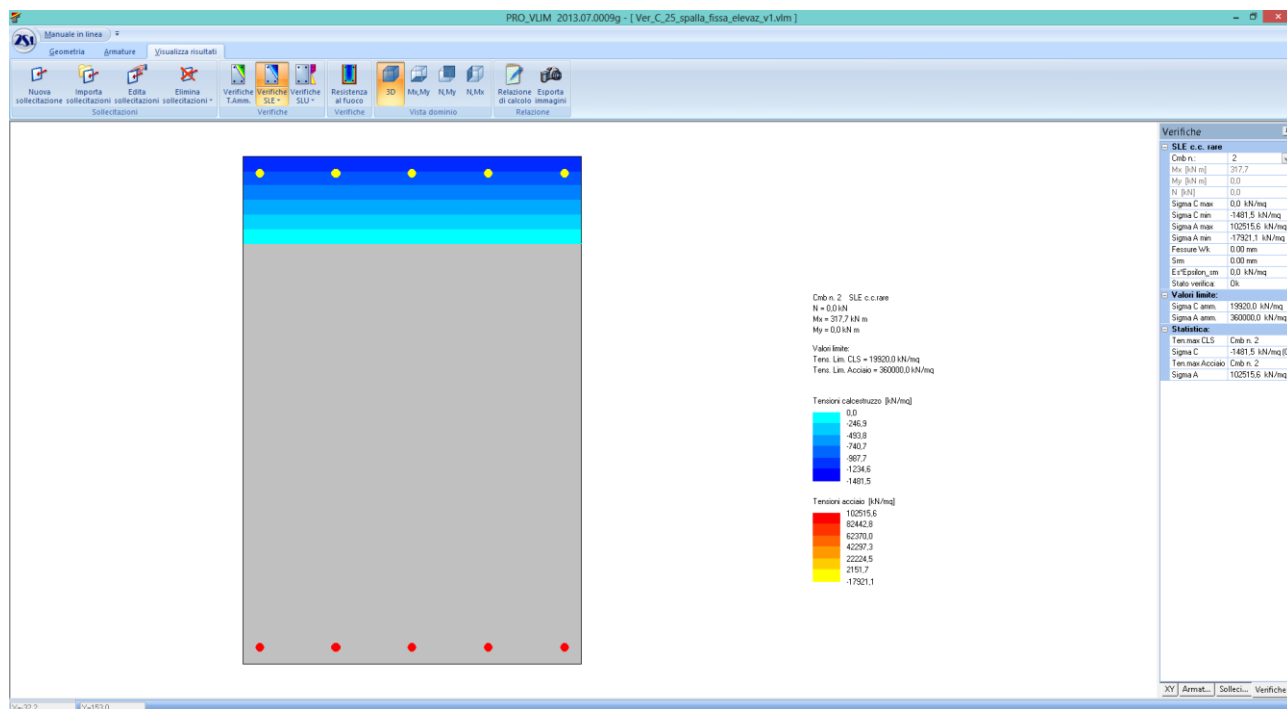 PRO_VLIM 2013.07.0009g - [ Ver_C_25_spalla_fissa_elevaz_v1.vlm ]
2SI
Manuale in linea
Geometria Armature Visualizza risultati
Nuova sollecitazione
Importa sollecitazioni
Edita sollecitazioni
Elimina sollecitazioni
Verifiche T.Amm.
Verifiche SLE
Verifiche SLU
Resistenza al fuoco
3D
Mx,My
N,My
N,Mx
Relazione di calcolo
Esporta immagini
Sollecitazioni Verifiche Verifiche Vista dominio Relazione
Cmb n. 2 SLE c.c.rare
N = 0,0 kN
Mx = 317,7 kN m
My = 0,0 kN m
Valori limite:
Tens. Lim. CLS = 19920,0 kN/mq
Tens. Lim. Acciaio = 360000,0 kN/mq
Tensioni calcestruzzo [kN/mq]
0,0
-246,9
-493,8
-740,7
-987,7
-1234,6
-1481,5
Tensioni acciaio [kN/mq]
102515,6
82442,8
62370,0
42297,3
22224,5
2151,7
-17921,1
Verifiche
SLE c.c. rare
Cmb n.: 2
Mx [kN m] 317,7
My [kN m] 0,0
N [kN] 0,0
Sigma C max 0,0 kN/mq
Sigma C min -1481,5 kN/mq
Sigma A max 102515,6 kN/mq
Sigma A min -17921,1 kN/mq
Fessure Wk 0.00 mm
Srm 0.00 mm
Es*Epsilon_sm 0,0 kN/mq
Stato verifica: Ok
Valori limite:
Sigma C amm. 19920,0 kN/mq
Sigma A amm. 360000,0 kN/mq
Statistica:
Ten.max CLS Cmb n. 2
Sigma C -1481,5 kN/mq (0
Ten.max Acciaio Cmb n. 2
Sigma A 102515,6 kN/mq
XY Armat... Solleci... Verifiche
X=-32,2 Y=153,0